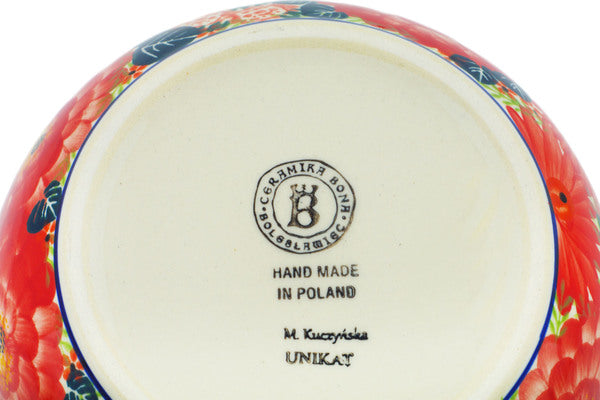 CERAMIKA BONA
BOLESŁAWIEC
B
HAND MADE
IN POLAND
M. Kuczyńska
UNIKAT